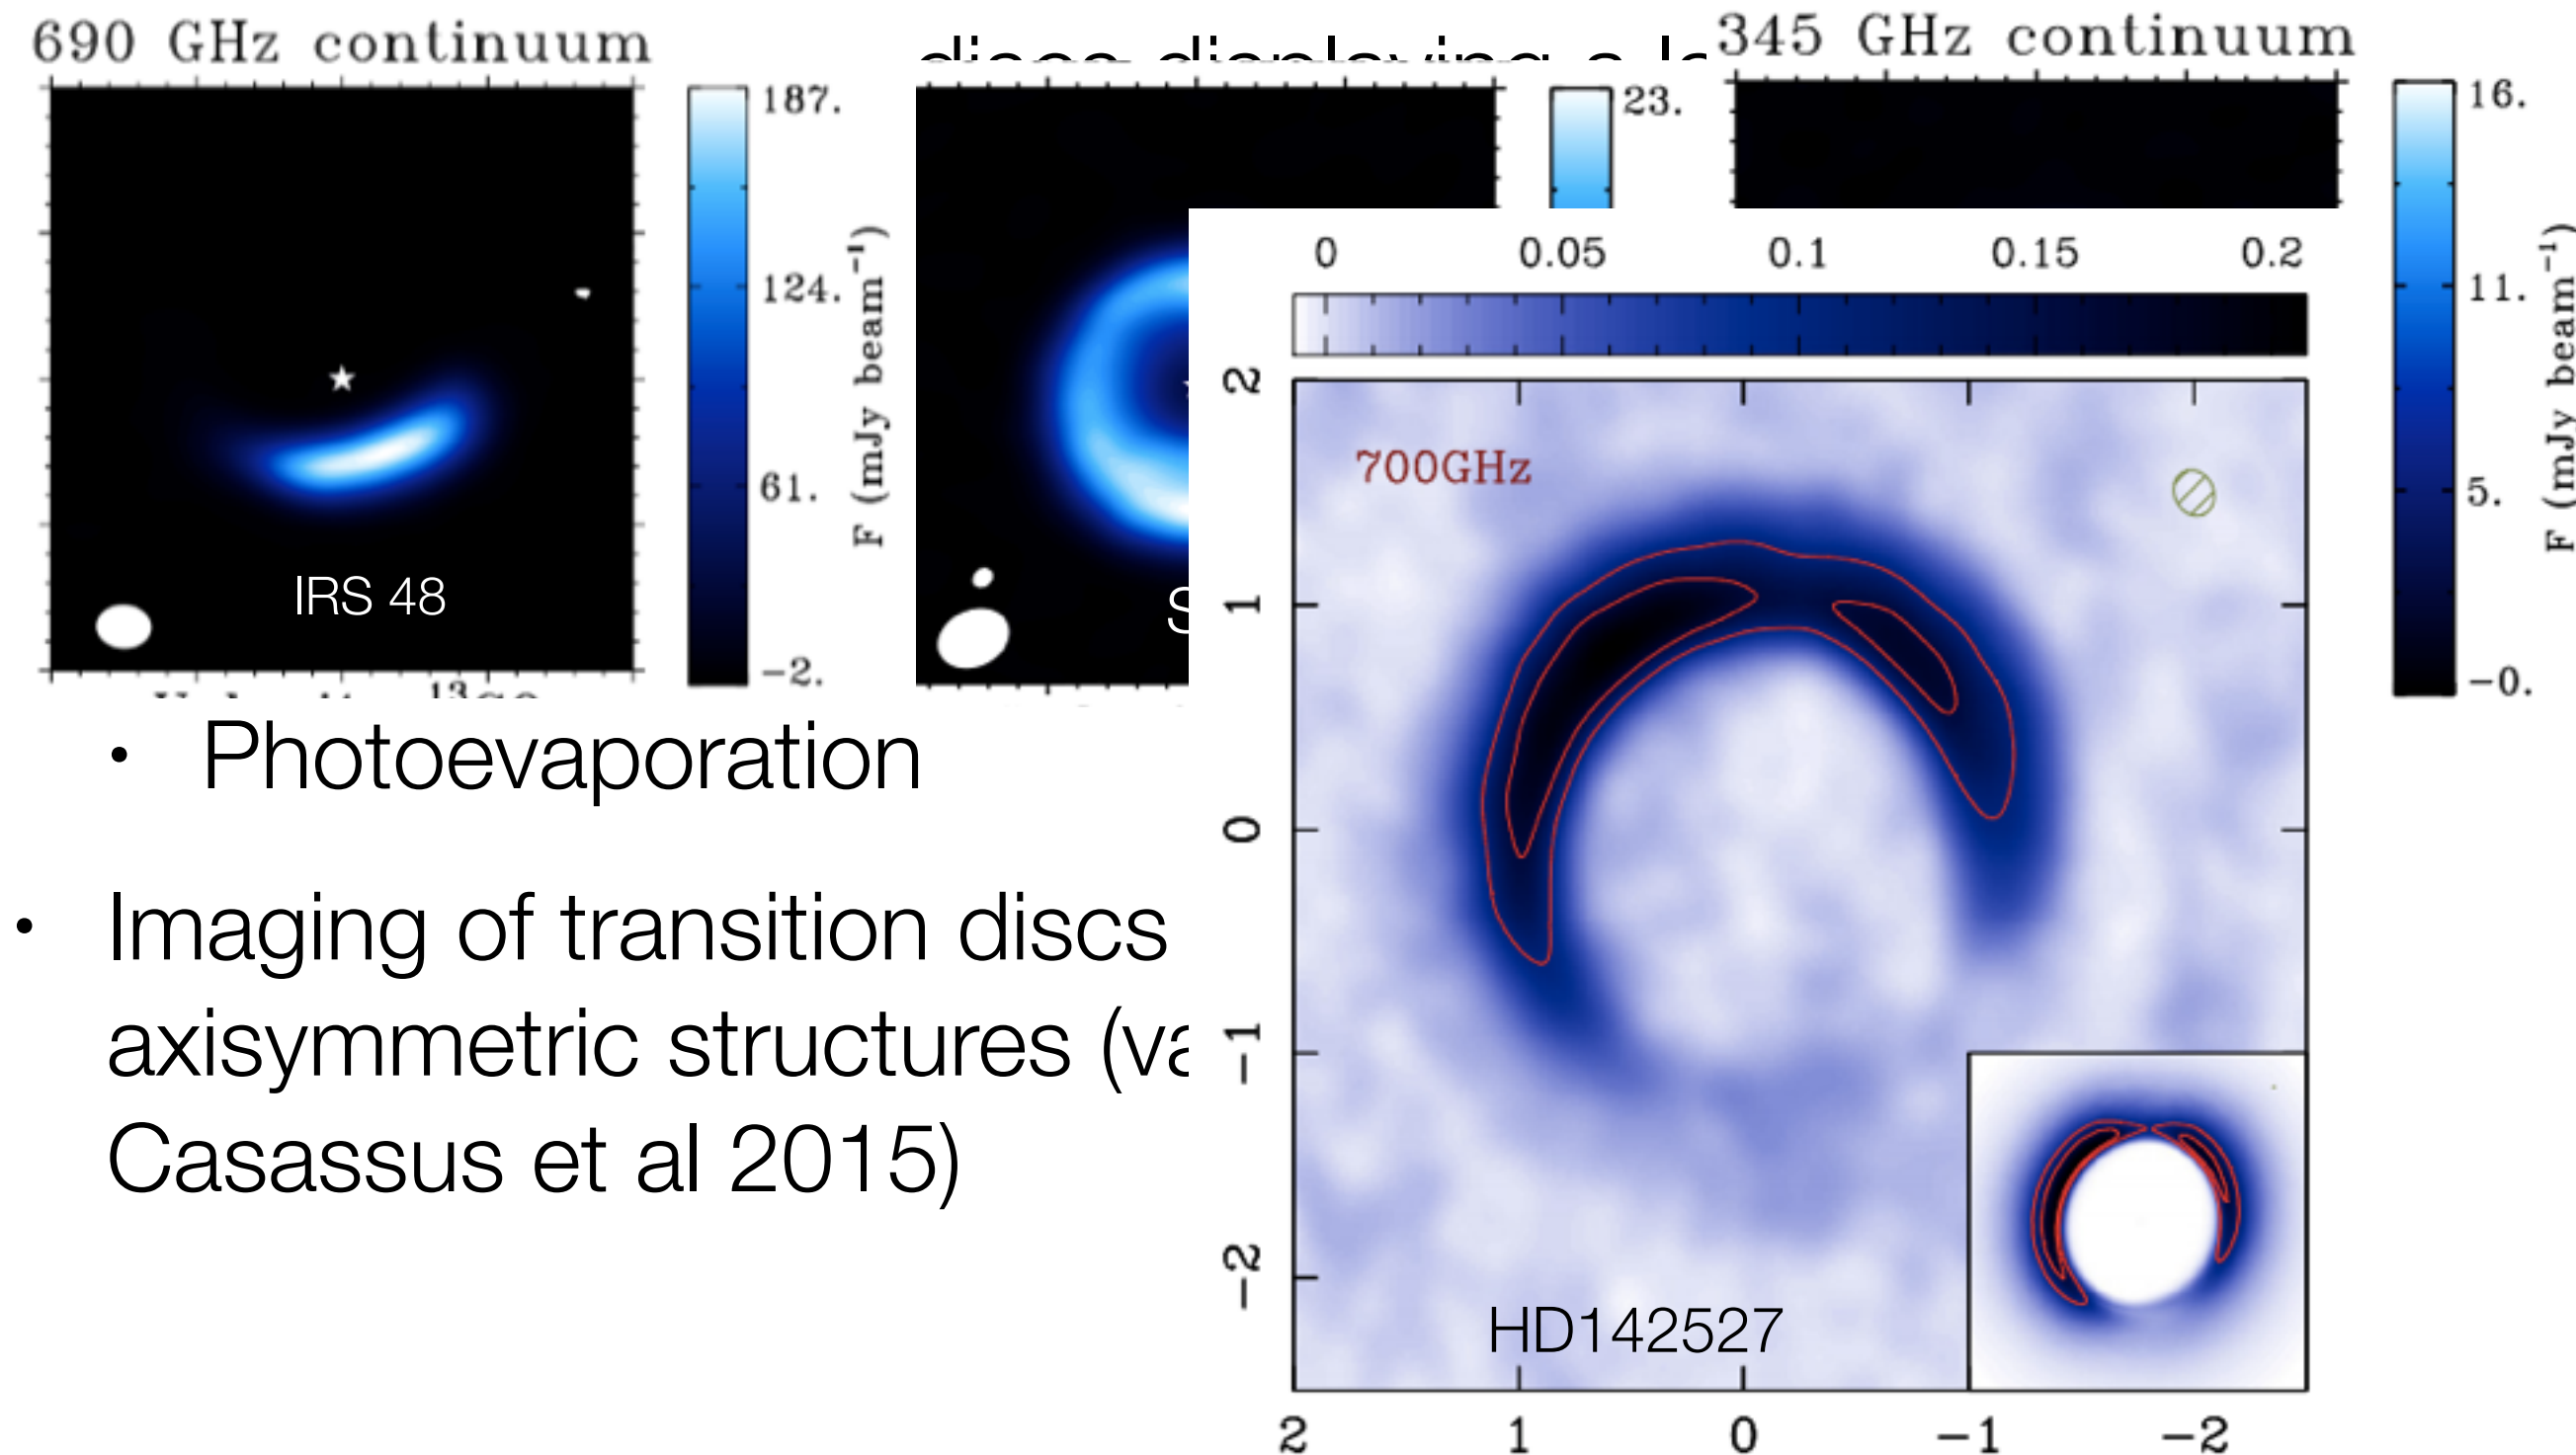 690 GHz continuum
345 GHz continuum
187.
124.
61.
−2.
F (mJy beam⁻¹)
IRS 48
23.
S
16.
11.
5.
−0.
F (mJy beam⁻¹)
0 0.05 0.1 0.15 0.2
700GHz
2
1
0
−1
−2
HD142527
2 1 0 −1 −2
• Photoevaporation
• Imaging of transition discs
axisymmetric structures (va
Casassus et al 2015)